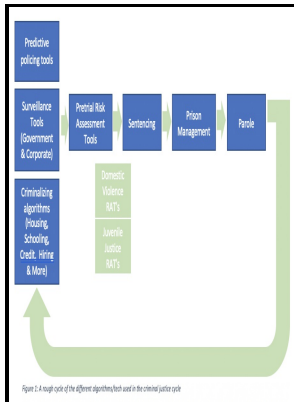 Predictive
policing tools
Surveillance
Tools
(Government
& Corporate)
Pretrial Risk
Assessment
Tools
Sentencing
Prison
Management
Parole
Criminalizing
algorithms
(Housing,
Schooling,
Credit. Hiring
& More)
Domestic
Violence
RAT's
Juvenile
Justice
RAT's
Figure 1: A rough cycle of the different algorithms/tech used in the criminal justice cycle